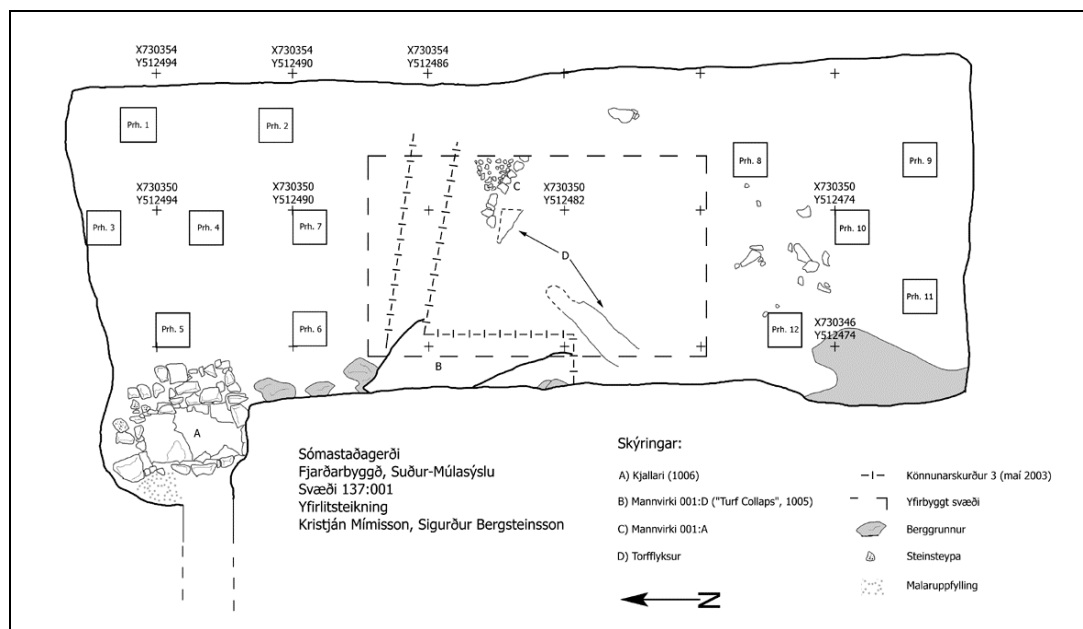 X730354
Y512494
X730354
Y512490
X730354
Y512486
Prh. 1
Prh. 2
Prh. 8
Prh. 9
C
X730350
Y512494
X730350
Y512490
X730350
Y512482
X730350
Y512474
Prh. 3
Prh. 4
Prh. 7
Prh. 10
D
Prh. 11
Prh. 5
Prh. 6
Prh. 12
X730346
Y512474
B
A
Sómastaðagerði
Fjarðarbyggð, Suður-Múlasýslu
Svæði 137:001
Yfirlitsteikning
Kristján Mímisson, Sigurður Bergsteinsson
Skýringar:
A) Kjallari (1006)
B) Mannvirki 001:D ("Turf Collaps", 1005)
C) Mannvirki 001:A
D) Torfflyksur
Könnunarskurður 3 (maí 2003)
Yfirbyggt svæði
Berggrunnur
Steinsteypa
Malaruppfylling
N